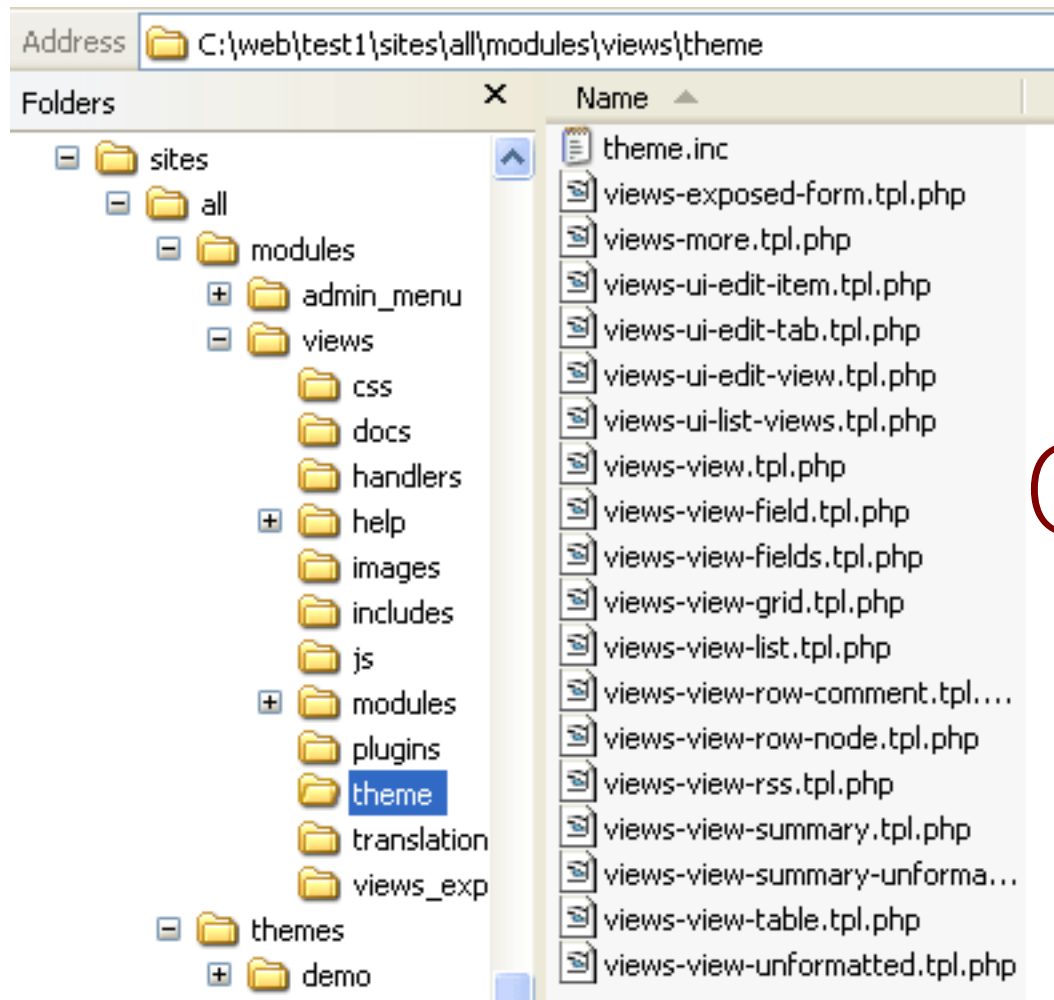 Address C:\web\test1\sites\all\modules\views\theme
Folders
sites
all
modules
admin_menu
views
css
docs
handlers
help
images
includes
js
modules
plugins
theme
translation
views_exp
themes
demo
Name
theme.inc
views-exposed-form.tpl.php
views-more.tpl.php
views-ui-edit-item.tpl.php
views-ui-edit-tab.tpl.php
views-ui-edit-view.tpl.php
views-ui-list-views.tpl.php
views-view.tpl.php
views-view-field.tpl.php
views-view-fields.tpl.php
views-view-grid.tpl.php
views-view-list.tpl.php
views-view-row-comment.tpl....
views-view-row-node.tpl.php
views-view-rss.tpl.php
views-view-summary.tpl.php
views-view-summary-unforma...
views-view-table.tpl.php
views-view-unformatted.tpl.php